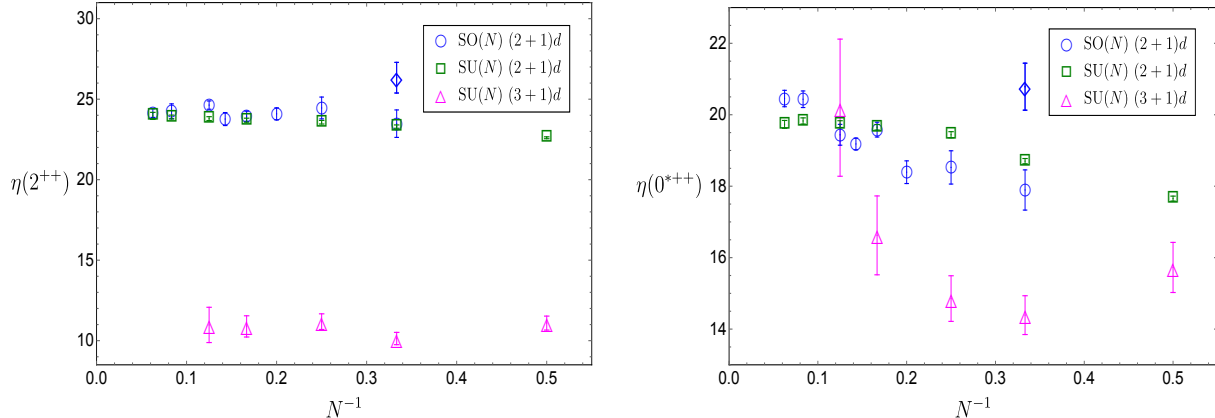 30
25
20
15
10
η(2⁺⁺)
0.0 0.1 0.2 0.3 0.4 0.5
N⁻¹
SO(N) (2 + 1)d
SU(N) (2 + 1)d
SU(N) (3 + 1)d
22
20
18
16
14
η(0*⁺⁺)
0.0 0.1 0.2 0.3 0.4 0.5
N⁻¹
SO(N) (2 + 1)d
SU(N) (2 + 1)d
SU(N) (3 + 1)d